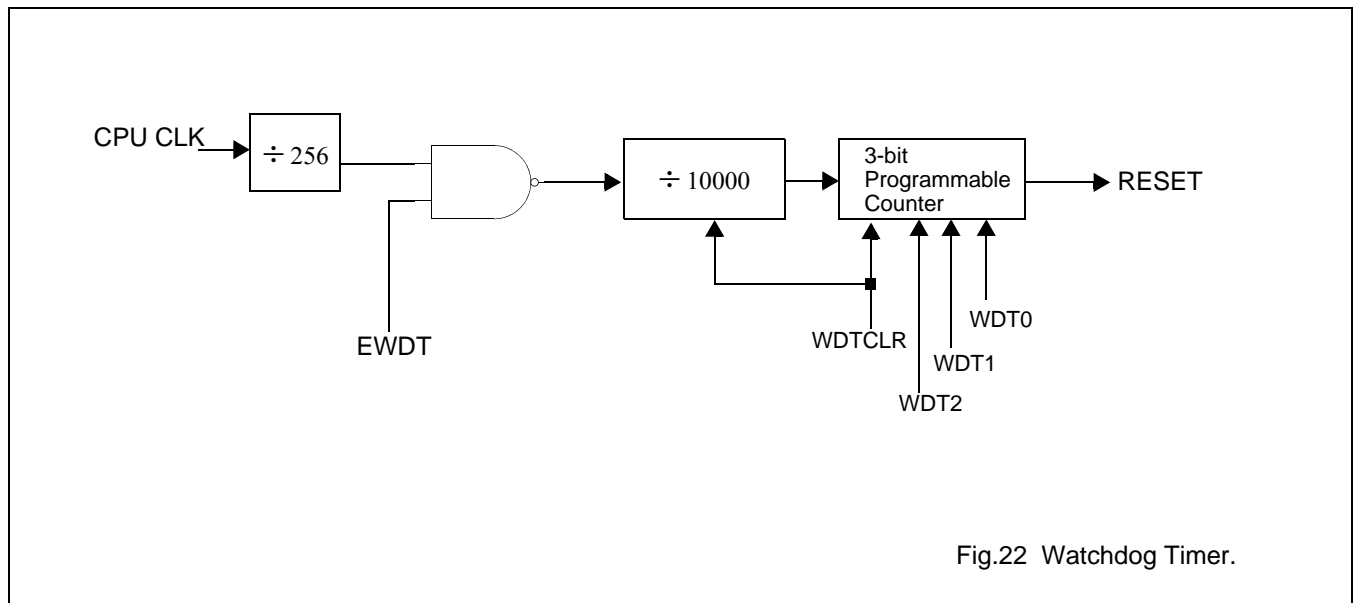 CPU CLK
÷ 256
÷ 10000
3-bit
Programmable
Counter
RESET
EWDT
WDTCLR
WDT0
WDT1
WDT2
Fig.22 Watchdog Timer.